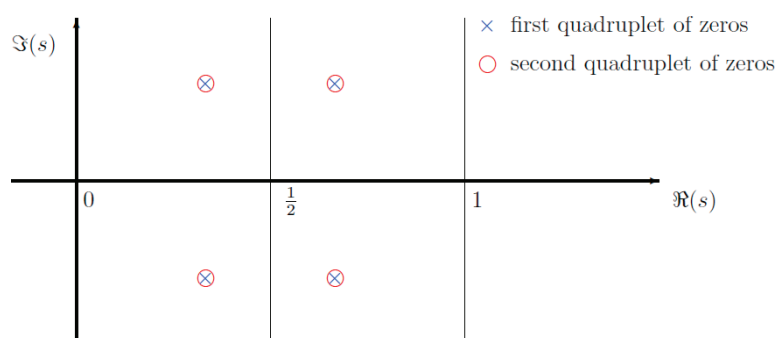 ℑ(s)
× first quadruplet of zeros
○ second quadruplet of zeros
0
1/2
1
ℜ(s)